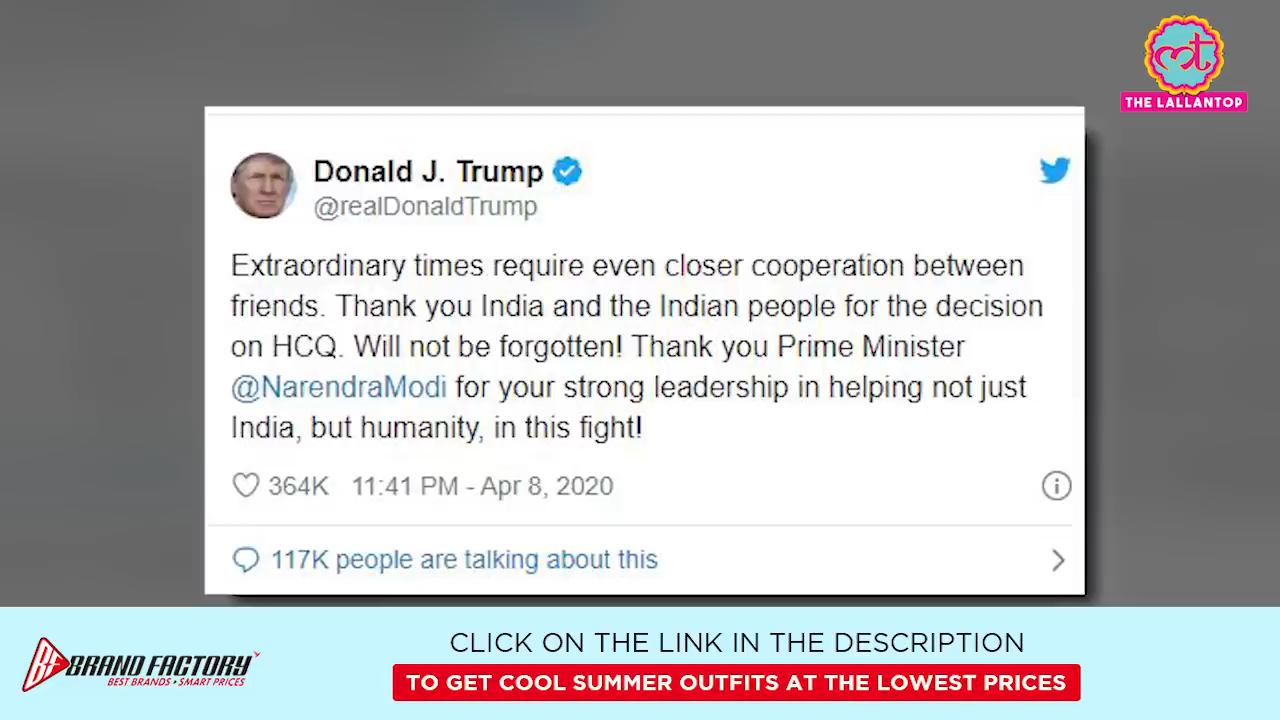 THE LALLANTOP
Donald J. Trump
@realDonaldTrump
Extraordinary times require even closer cooperation between
friends. Thank you India and the Indian people for the decision
on HCQ. Will not be forgotten! Thank you Prime Minister
@NarendraModi for your strong leadership in helping not just
India, but humanity, in this fight!
364K 11:41 PM - Apr 8, 2020
117K people are talking about this
BF BRAND FACTORY
BEST BRANDS • SMART PRICES
CLICK ON THE LINK IN THE DESCRIPTION
TO GET COOL SUMMER OUTFITS AT THE LOWEST PRICES